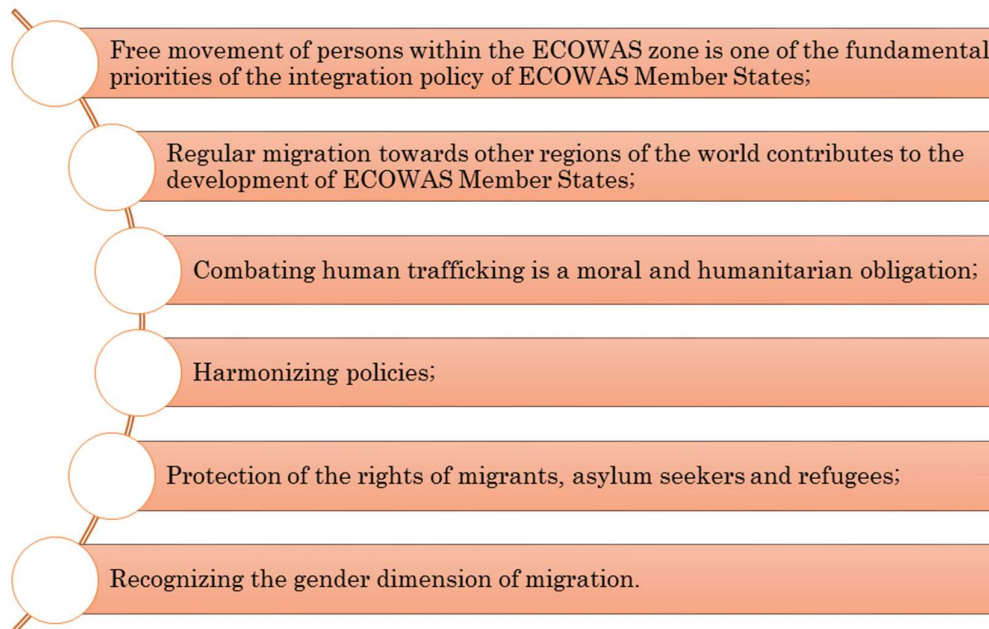 Free movement of persons within the ECOWAS zone is one of the fundamental
priorities of the integration policy of ECOWAS Member States;
Regular migration towards other regions of the world contributes to the
development of ECOWAS Member States;
Combating human trafficking is a moral and humanitarian obligation;
Harmonizing policies;
Protection of the rights of migrants, asylum seekers and refugees;
Recognizing the gender dimension of migration.